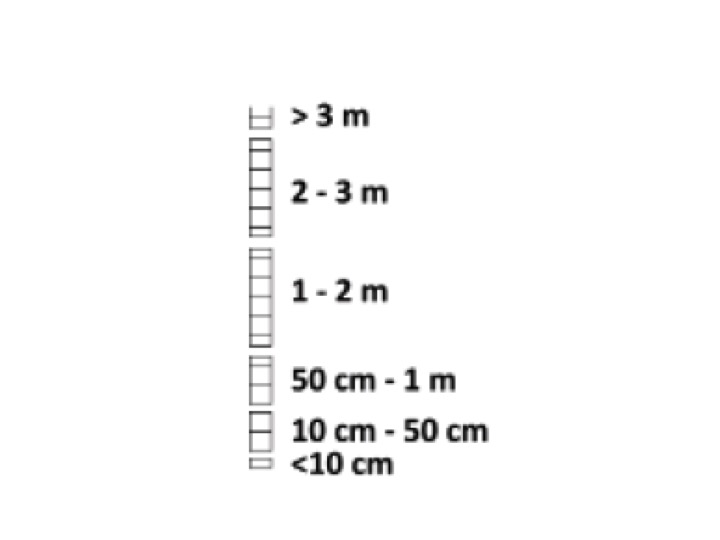 > 3 m
2 - 3 m
1 - 2 m
50 cm - 1 m
10 cm - 50 cm
<10 cm